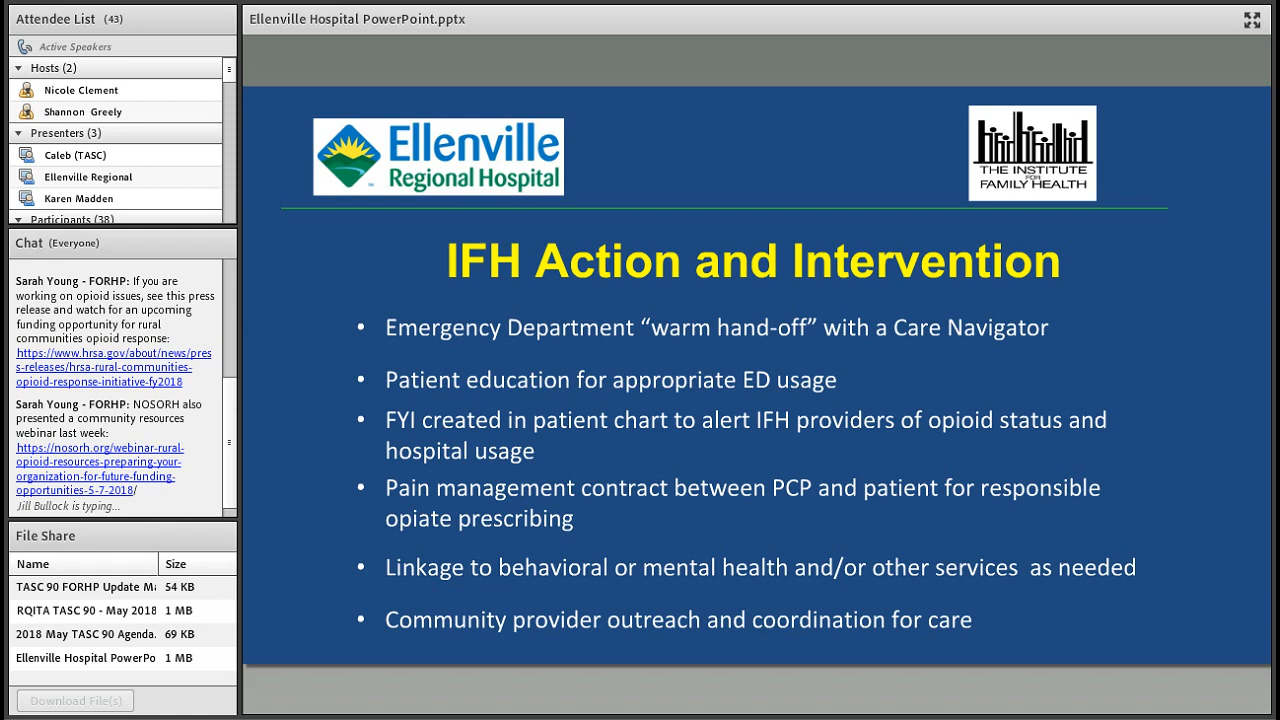 Attendee List (43)
Active Speakers
Hosts (2)
Nicole Clement
Shannon Greely
Presenters (3)
Caleb (TASC)
Ellenville Regional
Karen Madden
Participants (38)
Chat (Everyone)
Sarah Young - FORHP: If you are
working on opioid issues, see this press
release and watch for an upcoming
funding opportunity for rural
communities opioid response:
https://www.hrsa.gov/about/news/pres
s-releases/hrsa-rural-communities-
opioid-response-initiative-fy2018
Sarah Young - FORHP: NOSORH also
presented a community resources
webinar last week:
https://nosorh.org/webinar-rural-
opioid-resources-preparing-your-
organization-for-future-funding-
opportunities-5-7-2018/
Jill Bullock is typing...
File Share
Name Size
TASC 90 FORHP Update Ma 54 KB
RQITA TASC 90 - May 2018 1 MB
2018 May TASC 90 Agenda. 69 KB
Ellenville Hospital PowerPo 1 MB
Download File(s)
Ellenville Hospital PowerPoint.pptx
Ellenville
Regional Hospital
THE INSTITUTE
FOR
FAMILY HEALTH
IFH Action and Intervention
• Emergency Department “warm hand-off” with a Care Navigator
• Patient education for appropriate ED usage
• FYI created in patient chart to alert IFH providers of opioid status and
hospital usage
• Pain management contract between PCP and patient for responsible
opiate prescribing
• Linkage to behavioral or mental health and/or other services as needed
• Community provider outreach and coordination for care